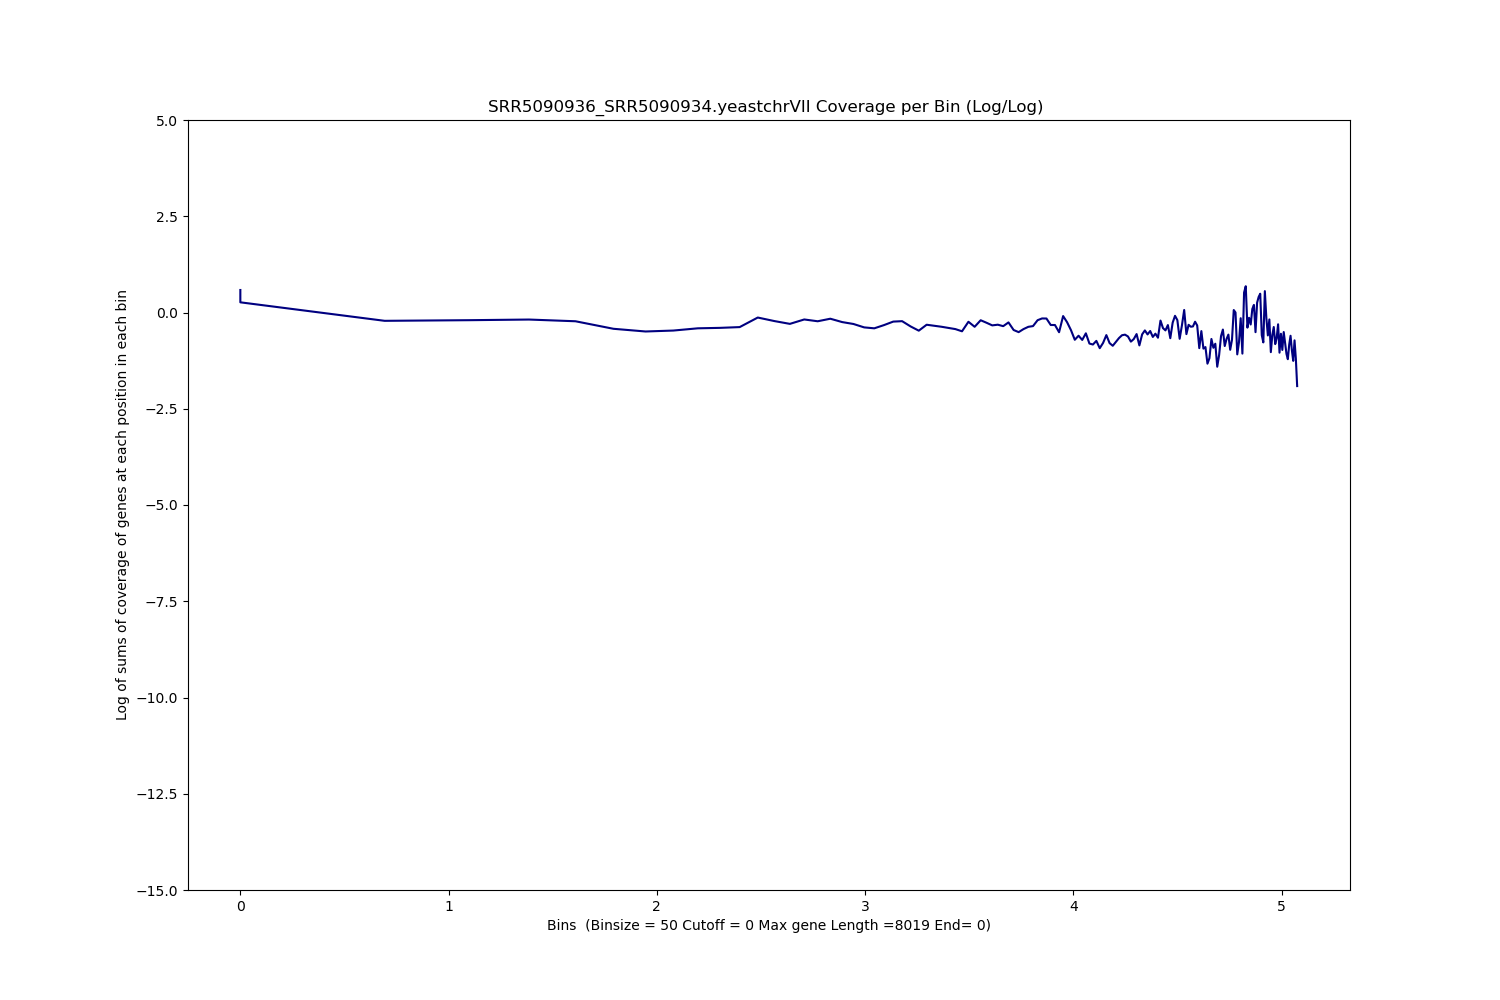 SRR5090936_SRR5090934.yeastchrVII Coverage per Bin (Log/Log)
5.0
2.5
0.0
−2.5
−5.0
−7.5
−10.0
−12.5
−15.0
Log of sums of coverage of genes at each position in each bin
0 1 2 3 4 5
Bins  (Binsize = 50 Cutoff = 0 Max gene Length =8019 End= 0)